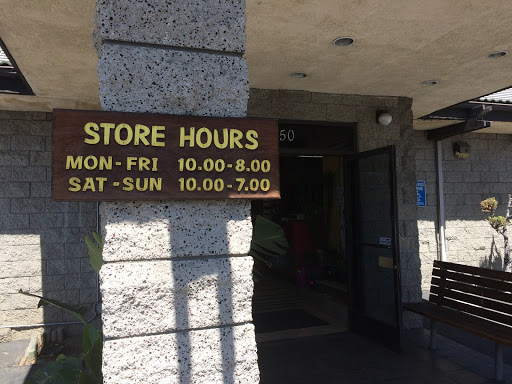 STORE HOURS
MON-FRI 10.00-8.00
SAT-SUN 10.00-7.00
50